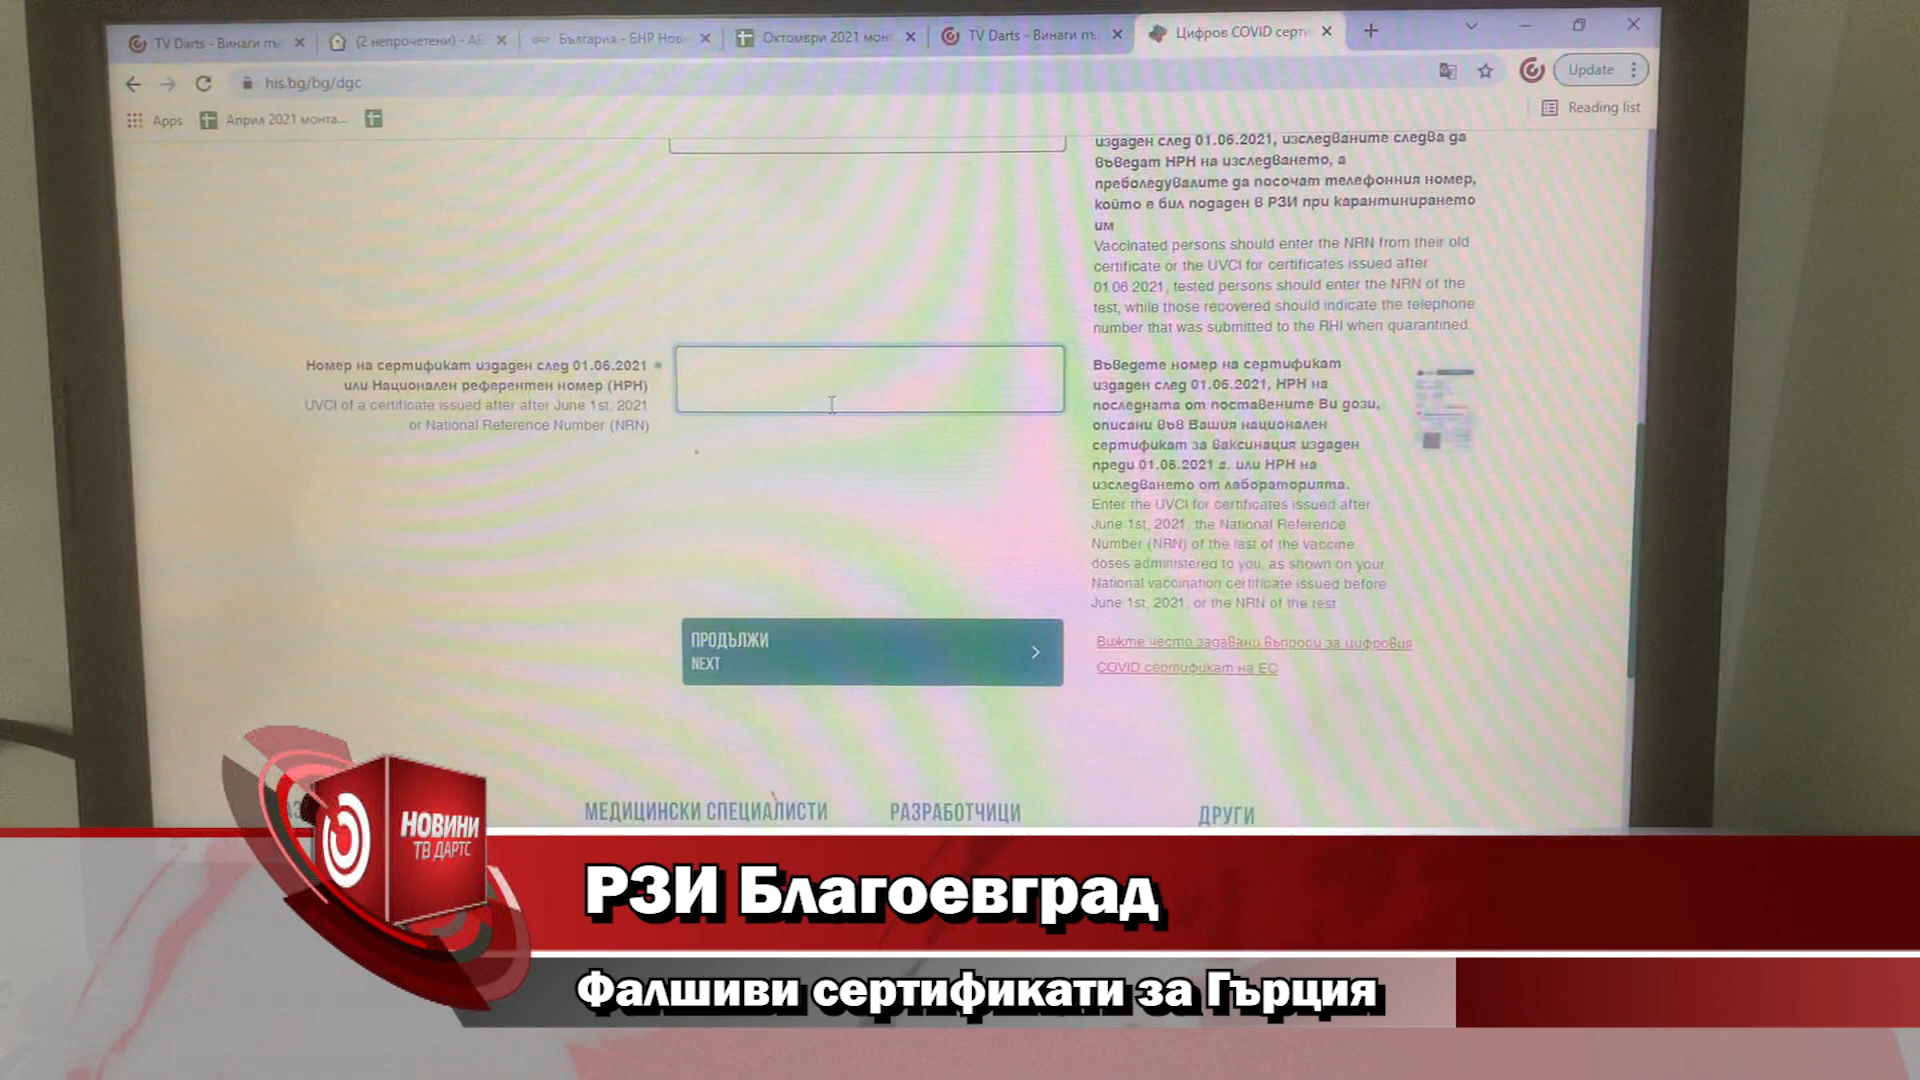 TV Darts - Винаги пъ
(2 непрочетени) - АБ
България - БНР Нов
Октомври 2021 мон
TV Darts - Винаги пъ
Цифров COVID серт
his.bg/bg/dgc
Update
Apps
Април 2021 монта...
Reading list
издаден след 01.06.2021, изследваните следва да
въведат НРН на изследването, а
преболедувалите да посочат телефонния номер,
който е бил подаден в РЗИ при карантинирането
им
Vaccinated persons should enter the NRN from their old
certificate or the UVCI for certificates issued after
01.06 2021, tested persons should enter the NRN of the
test, while those recovered should indicate the telephone
number that was submitted to the RHI when quarantined.
Номер на сертификат издаден след 01.06.2021
или Национален референтен номер (НРН)
UVCI of a certificate issued after after June 1st, 2021
or National Reference Number (NRN)
Въведете номер на сертификат
издаден след 01.06.2021, НРН на
последната от поставените Ви дози,
описани във Вашия национален
сертификат за ваксинация издаден
преди 01.06.2021 г. или НРН на
изследването от лабораторията.
Enter the UVCI for certificates issued after
June 1st, 2021, the National Reference
Number (NRN) of the last of the vaccine
doses administered to you, as shown on your
National vaccination certificate issued before
June 1st, 2021, or the NRN of the test
ПРОДЪЛЖИ
NEXT
Вижте често задавани въпроси за цифровия
COVID сертификат на ЕС
МЕДИЦИНСКИ СПЕЦИАЛИСТИ
РАЗРАБОТЧИЦИ
ДРУГИ
НОВИНИ
ТВ ДАРТС
РЗИ Благоевград
Фалшиви сертификати за Гърция